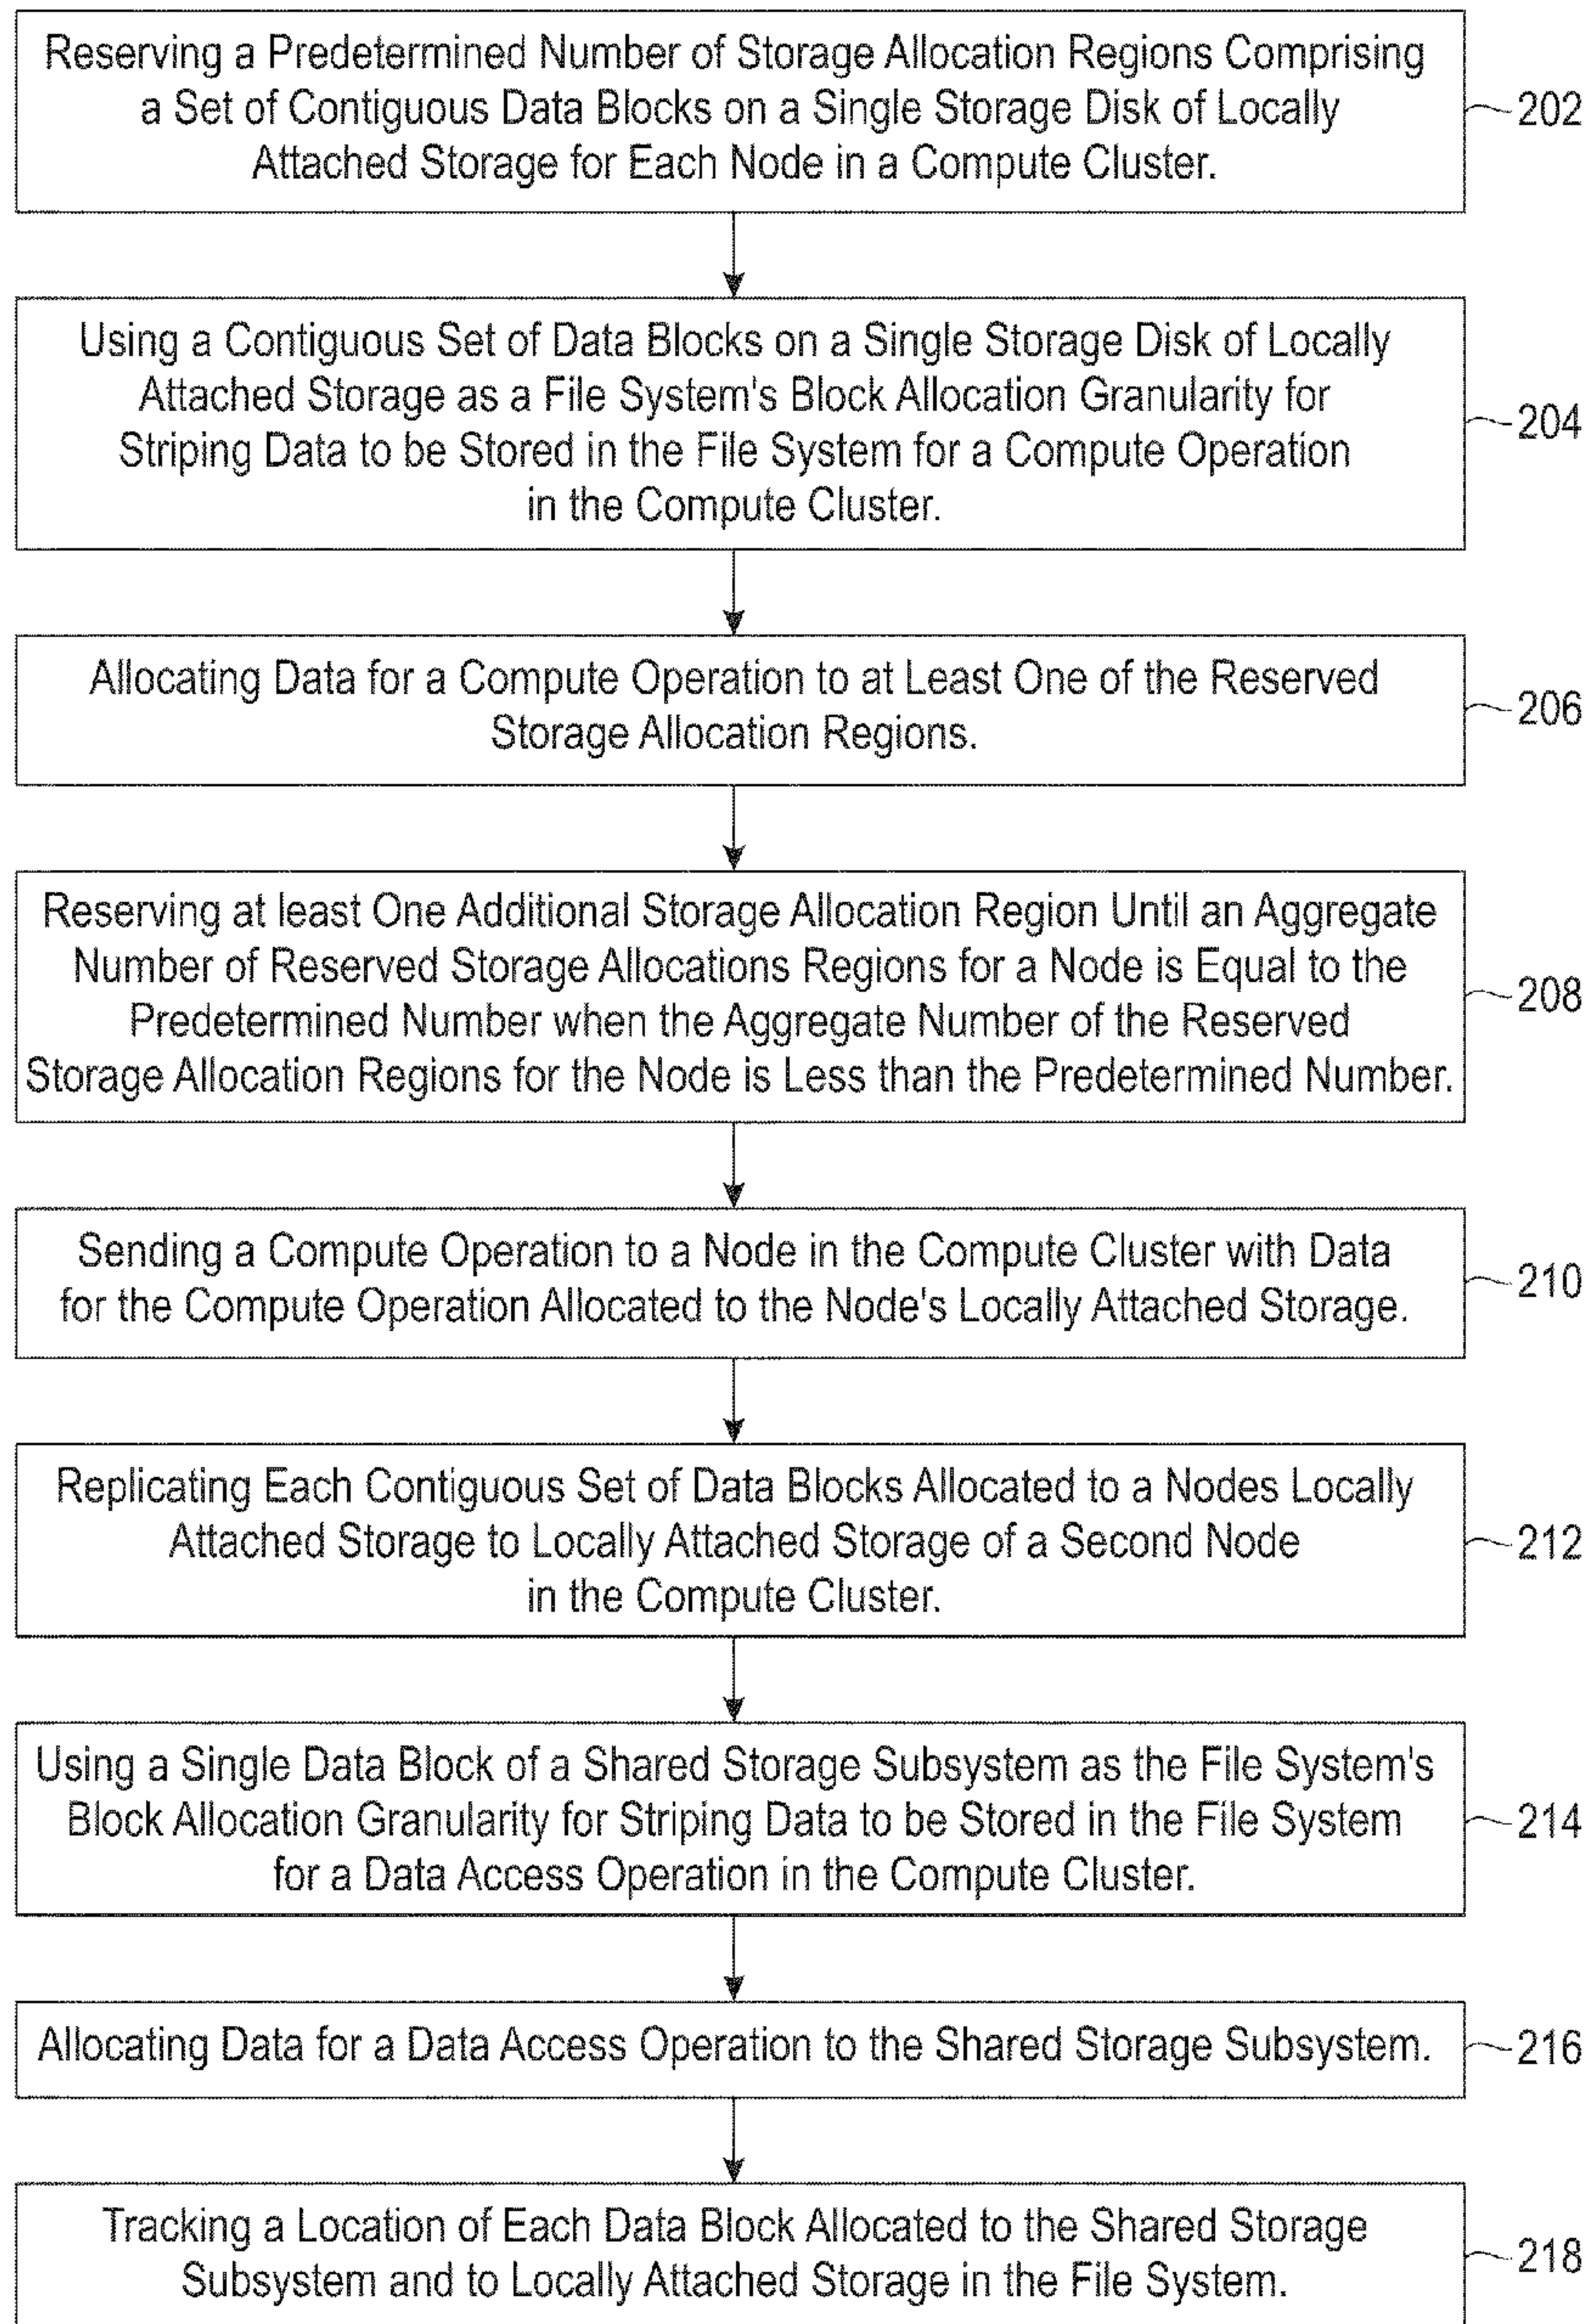 Reserving a Predetermined Number of Storage Allocation Regions Comprising
a Set of Contiguous Data Blocks on a Single Storage Disk of Locally
Attached Storage for Each Node in a Compute Cluster.
202
Using a Contiguous Set of Data Blocks on a Single Storage Disk of Locally
Attached Storage as a File System's Block Allocation Granularity for
Striping Data to be Stored in the File System for a Compute Operation
in the Compute Cluster.
204
Allocating Data for a Compute Operation to at Least One of the Reserved
Storage Allocation Regions.
206
Reserving at least One Additional Storage Allocation Region Until an Aggregate
Number of Reserved Storage Allocations Regions for a Node is Equal to the
Predetermined Number when the Aggregate Number of the Reserved
Storage Allocation Regions for the Node is Less than the Predetermined Number.
208
Sending a Compute Operation to a Node in the Compute Cluster with Data
for the Compute Operation Allocated to the Node's Locally Attached Storage.
210
Replicating Each Contiguous Set of Data Blocks Allocated to a Nodes Locally
Attached Storage to Locally Attached Storage of a Second Node
in the Compute Cluster.
212
Using a Single Data Block of a Shared Storage Subsystem as the File System's
Block Allocation Granularity for Striping Data to be Stored in the File System
for a Data Access Operation in the Compute Cluster.
214
Allocating Data for a Data Access Operation to the Shared Storage Subsystem.
216
Tracking a Location of Each Data Block Allocated to the Shared Storage
Subsystem and to Locally Attached Storage in the File System.
218